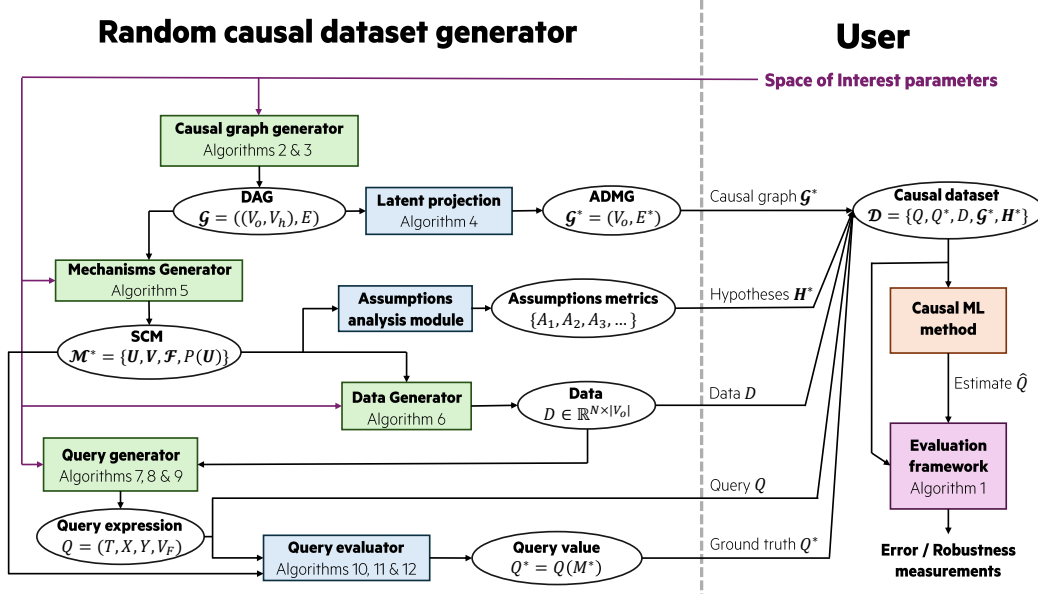 Random causal dataset generator
User
Space of Interest parameters
Causal graph generator
Algorithms 2 & 3
DAG
𝓖 = ((V_o, V_h), E)
Latent projection
Algorithm 4
ADMG
𝓖* = (V_o, E*)
Causal graph 𝓖*
Causal dataset
𝓓 = {Q, Q*, D, 𝓖*, H*}
Mechanisms Generator
Algorithm 5
Assumptions
analysis module
Assumptions metrics
{A_1, A_2, A_3, … }
Hypotheses H*
Causal ML
method
SCM
𝓜* = {U, V, 𝓕, P(U)}
Estimate Q̂
Data Generator
Algorithm 6
Data
D ∈ ℝ^{N×|V_o|}
Data D
Query generator
Algorithms 7, 8 & 9
Evaluation
framework
Algorithm 1
Query Q
Query expression
Q = (T, X, Y, V_F)
Query evaluator
Algorithms 10, 11 & 12
Query value
Q* = Q(M*)
Ground truth Q*
Error / Robustness
measurements